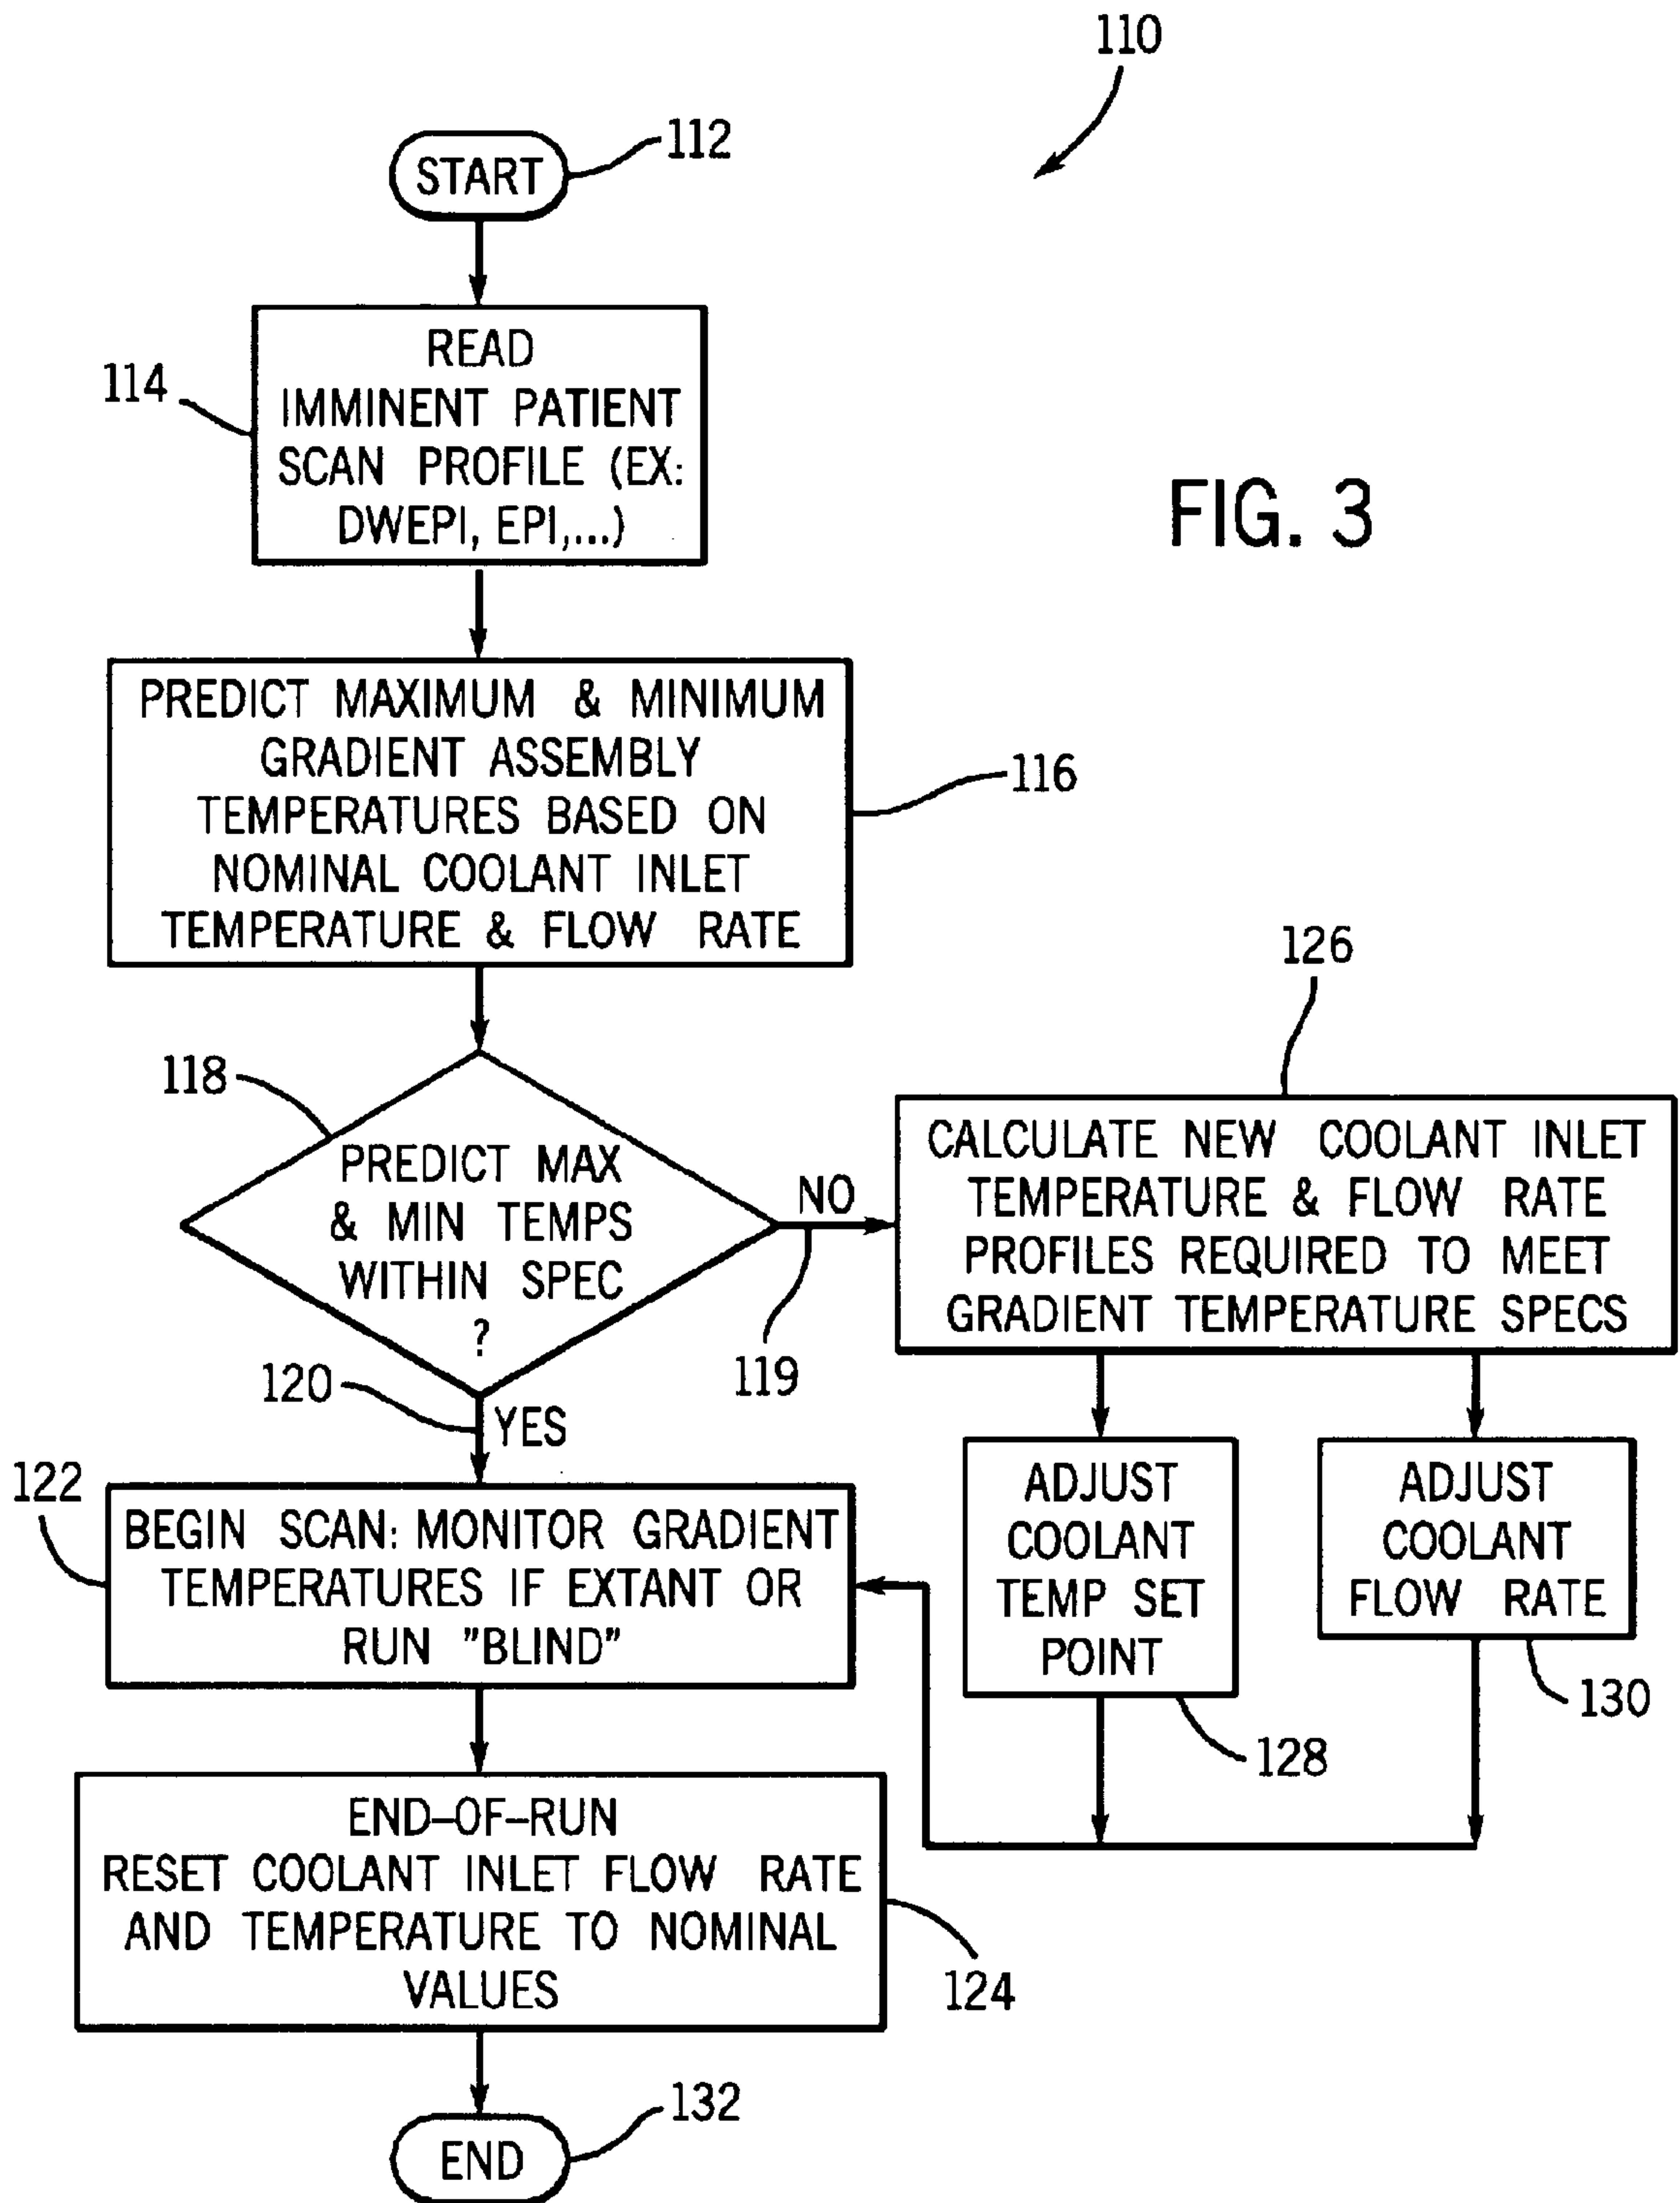 110
START
112
READ
IMMINENT PATIENT
SCAN PROFILE (EX:
DWEPI, EPI,...)
114
FIG. 3
PREDICT MAXIMUM & MINIMUM
GRADIENT ASSEMBLY
TEMPERATURES BASED ON
NOMINAL COOLANT INLET
TEMPERATURE & FLOW RATE
116
118
PREDICT MAX
& MIN TEMPS
WITHIN SPEC
?
NO
119
120
YES
126
CALCULATE NEW COOLANT INLET
TEMPERATURE & FLOW RATE
PROFILES REQUIRED TO MEET
GRADIENT TEMPERATURE SPECS
ADJUST
COOLANT
TEMP SET
POINT
128
ADJUST
COOLANT
FLOW RATE
130
122
BEGIN SCAN: MONITOR GRADIENT
TEMPERATURES IF EXTANT OR
RUN "BLIND"
END-OF-RUN
RESET COOLANT INLET FLOW RATE
AND TEMPERATURE TO NOMINAL
VALUES
124
END
132